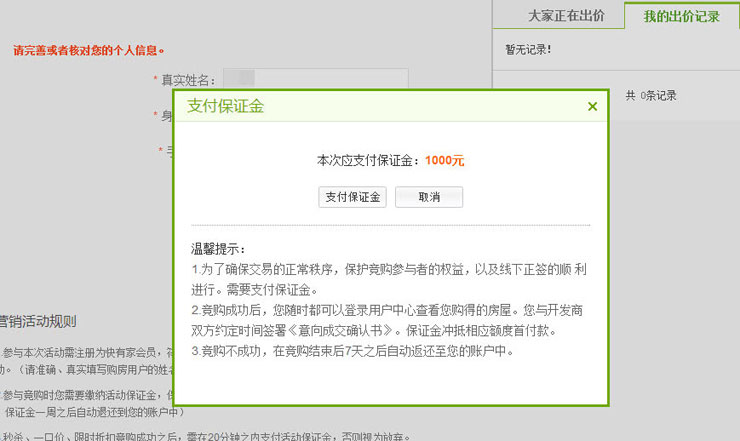 大家正在出价
我的出价记录
请完善或者核对您的个人信息。
暂无记录!
* 真实姓名:
共 0条记录
* 身
* 手
支付保证金
×
本次应支付保证金:1000元
支付保证金
取消
温馨提示:
1.为了确保交易的正常秩序,保护竞购参与者的权益,以及线下正签的顺 利
进行。需要支付保证金。
2.竞购成功后,您随时都可以登录用户中心查看您购得的房屋。您与开发商
双方约定时间签署《意向成交确认书》。保证金冲抵相应额度首付款。
3.竞购不成功,在竞购结束后7天之后自动返还至您的账户中。
营销活动规则
参与本次活动需注册为快有家会员,符
动。(请准确、真实填写购房用户的姓名
参与竞购时您需要缴纳活动保证金,保
保证金一周之后自动退还到您的账户中)
秒杀、一口价、限时折扣竞购成功之后,需在20分钟之内支付活动保证金,否则视为放弃。